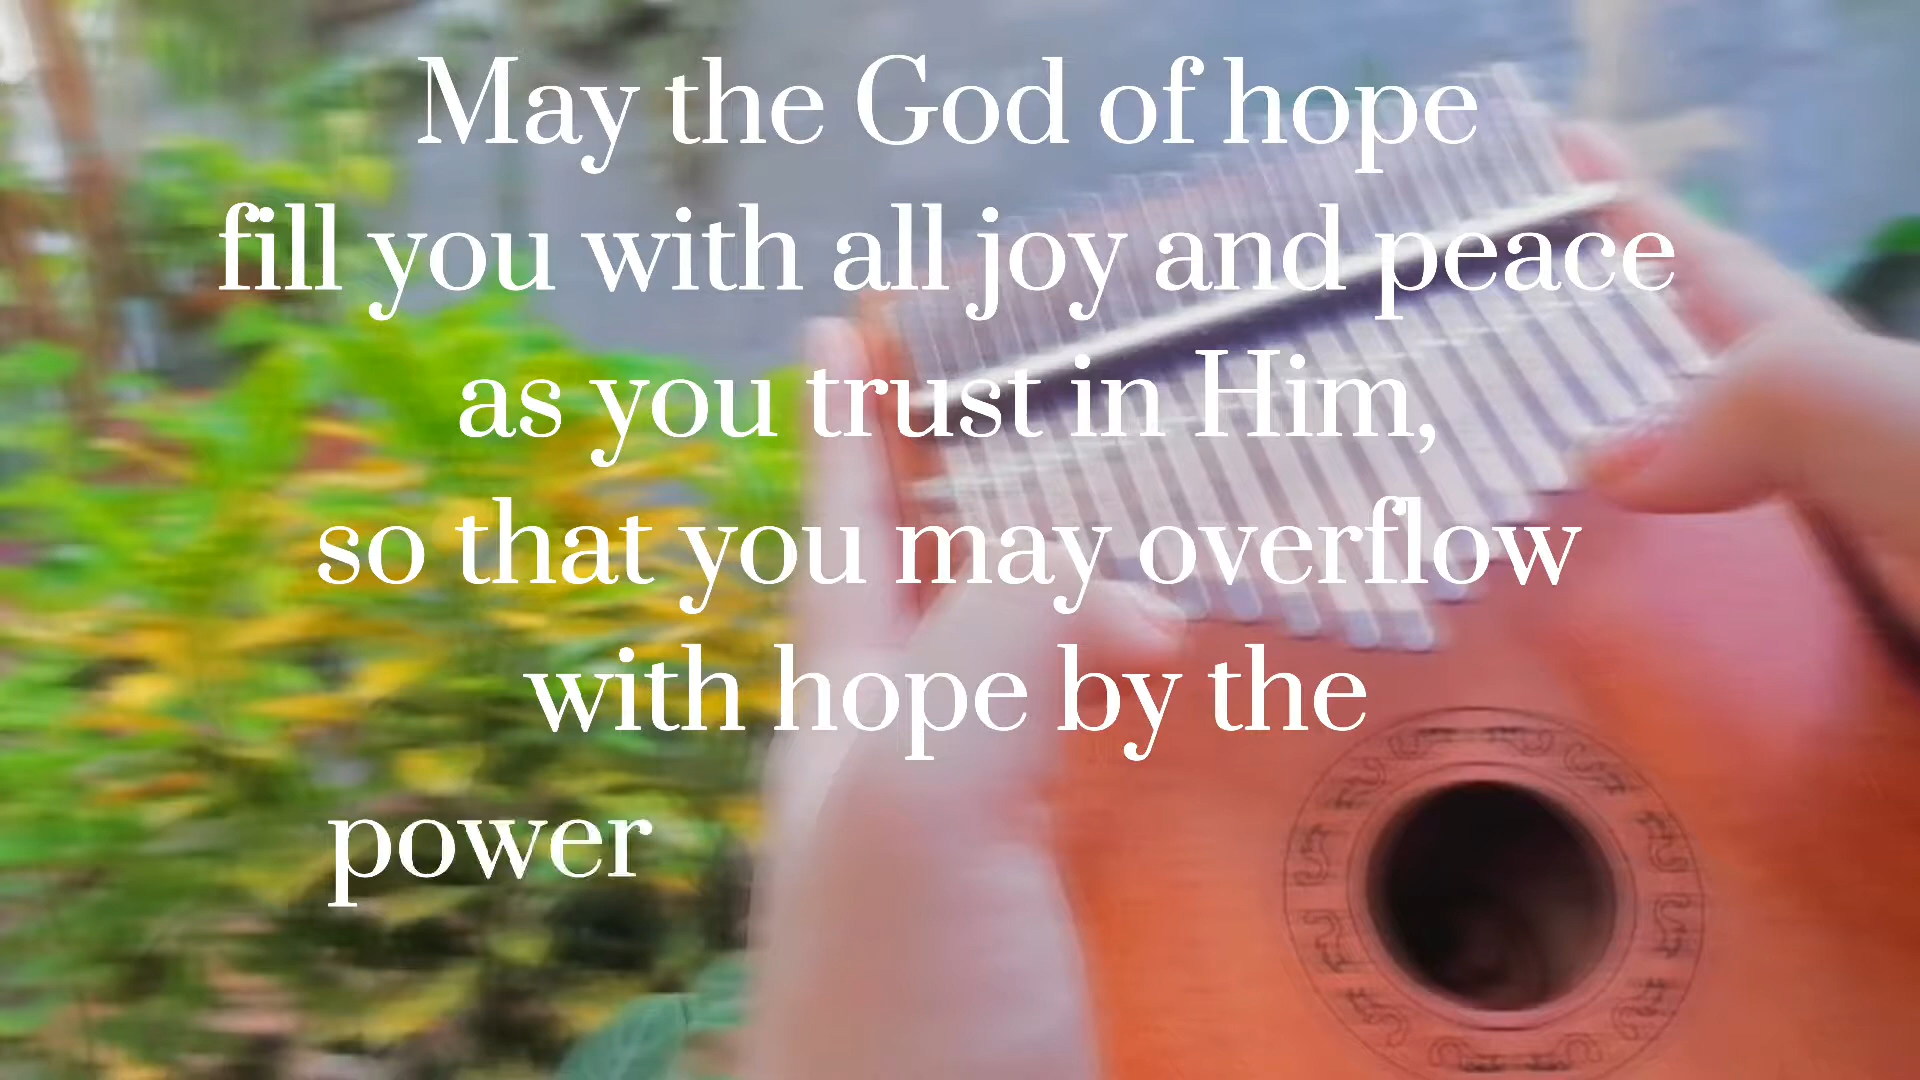 May the God of hope
fill you with all joy and peace
as you trust in Him,
so that you may overflow
with hope by the
power